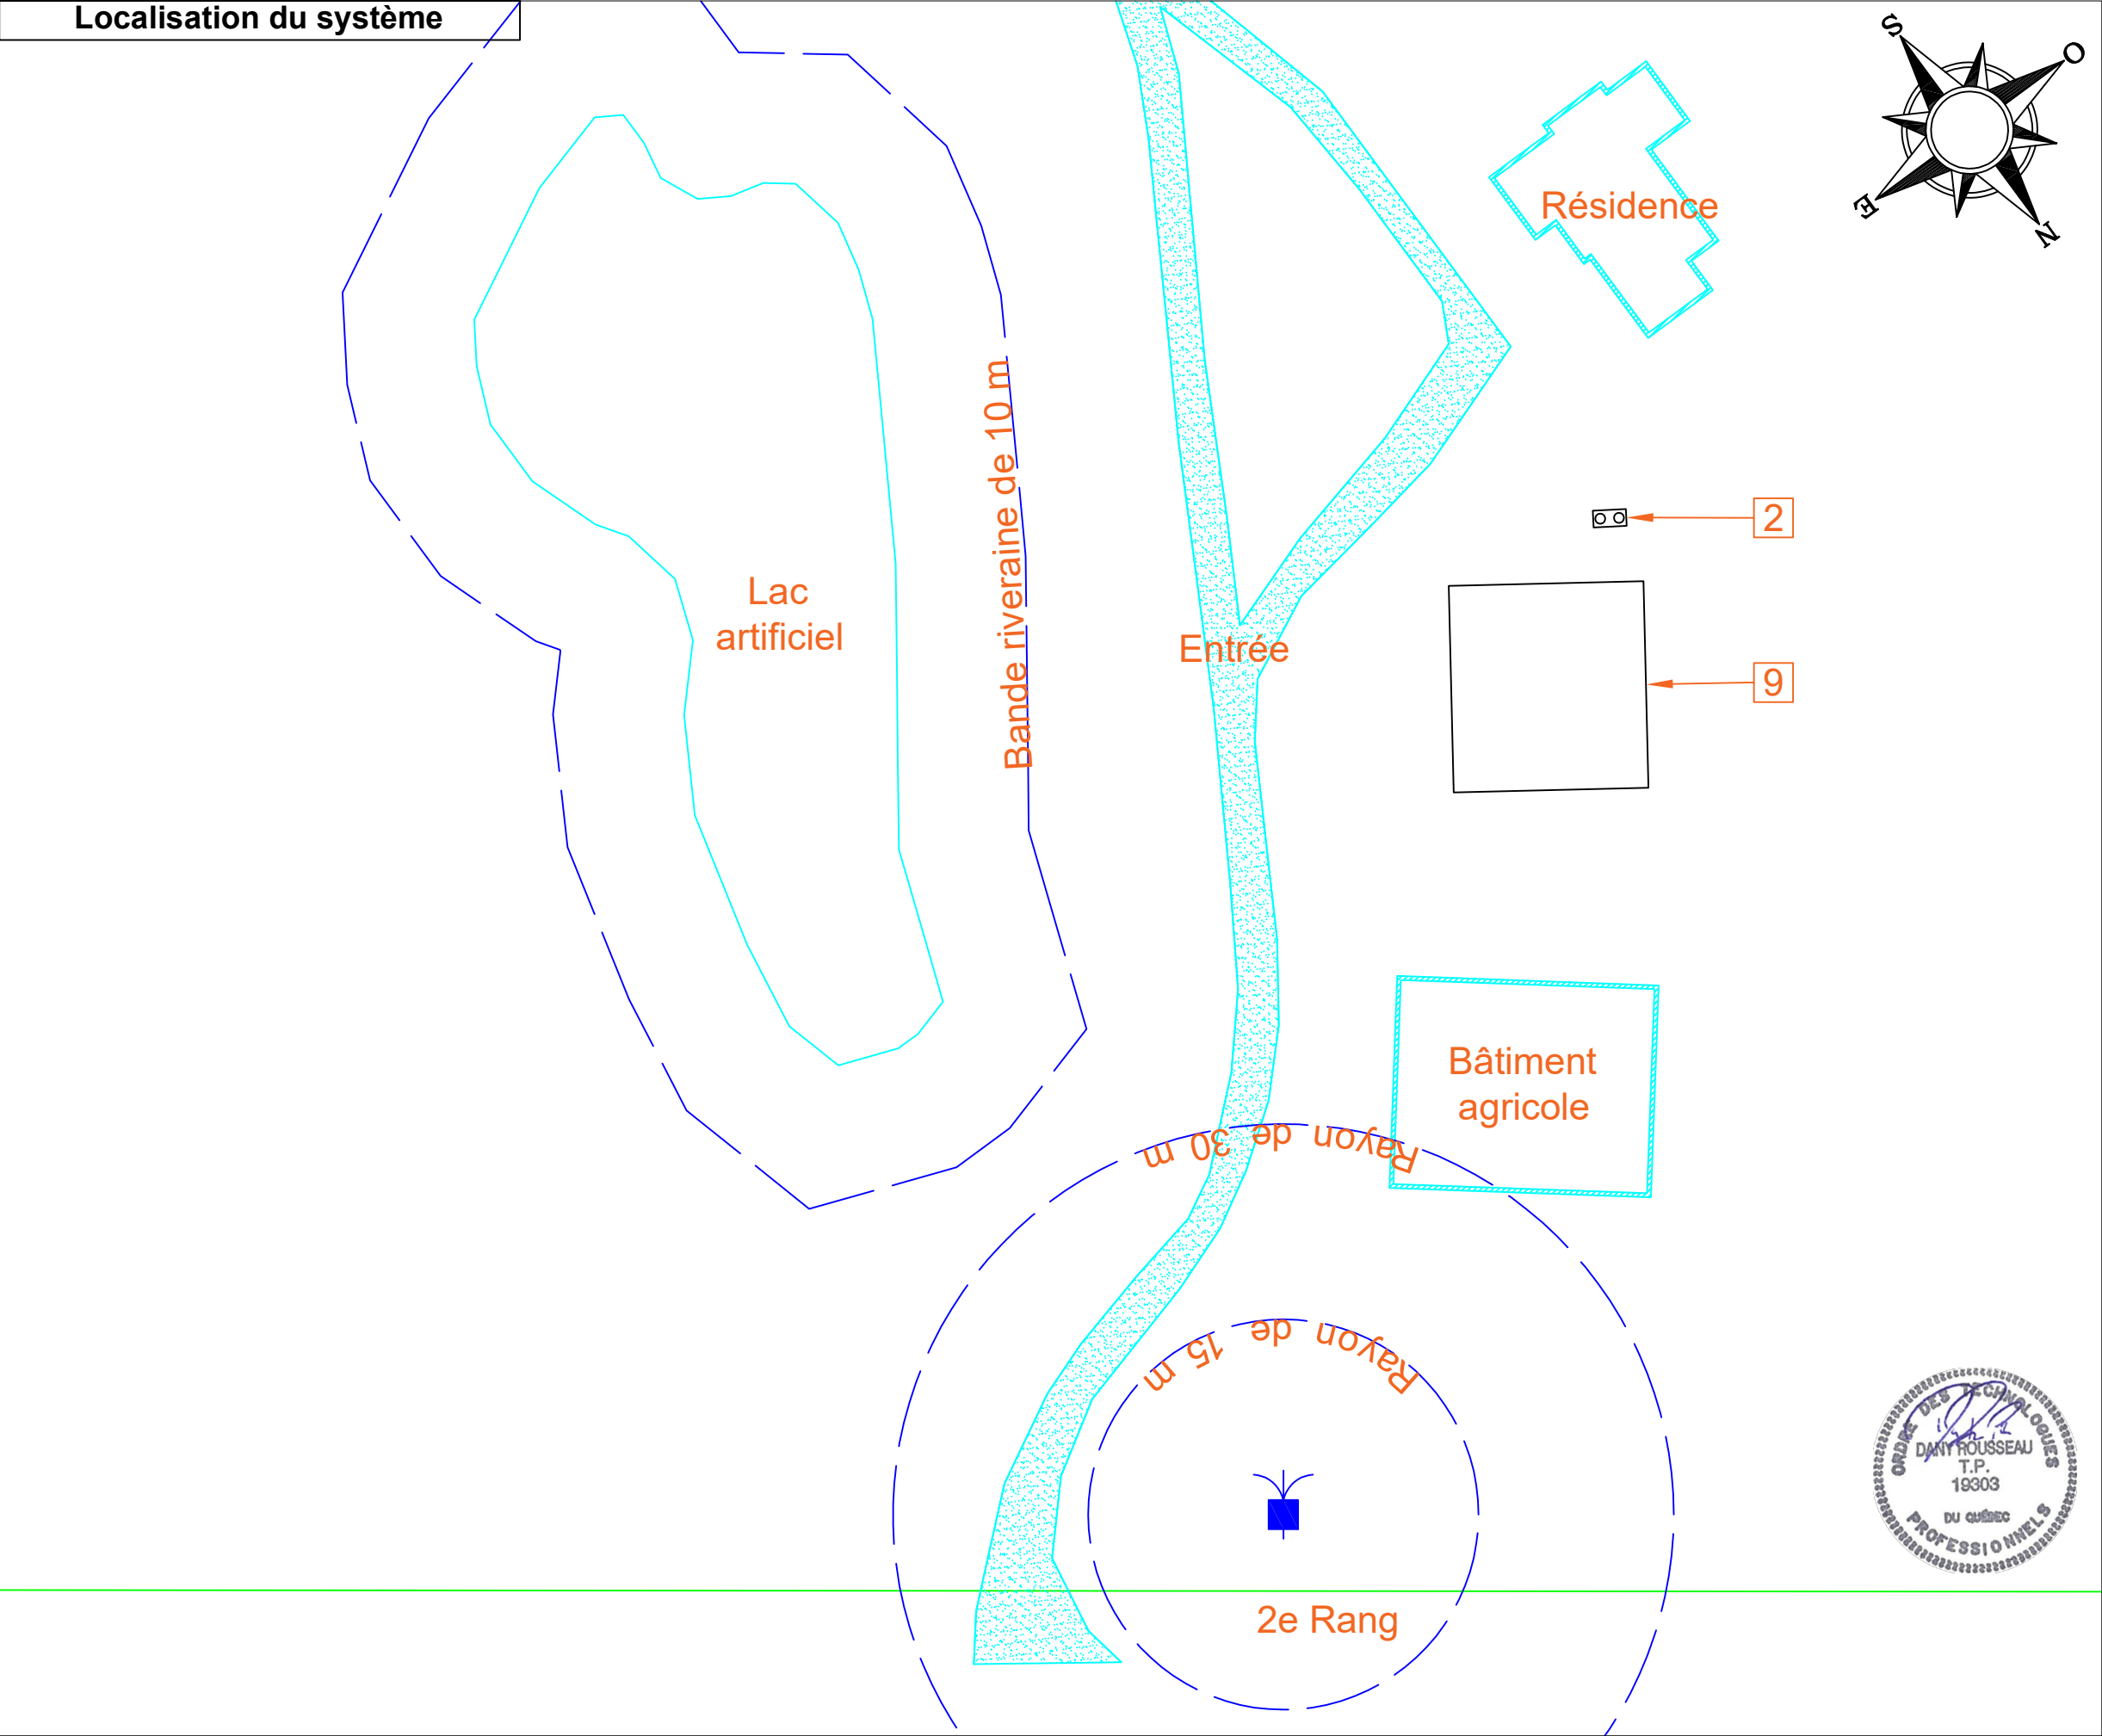 Localisation du système
S
O
E
N
Résidence
2
Lac
artificiel
Bande riveraine de 10 m
Entrée
9
Bâtiment
agricole
Rayon de 30 m
Rayon de 15 m
2e Rang
ORDRE DES TECHNOLOGUES
DANY ROUSSEAU
T.P.
19303
DU QUÉBEC
PROFESSIONNELS